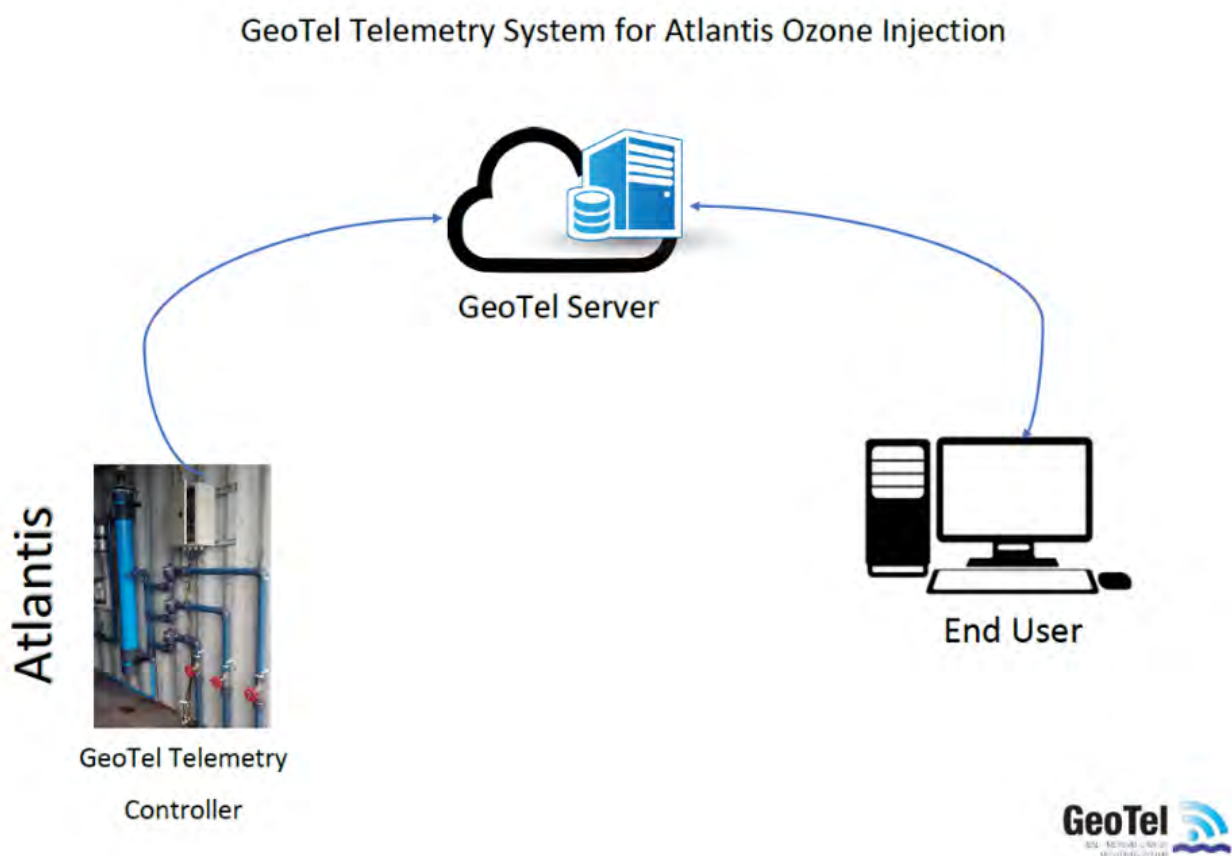 GeoTel Telemetry System for Atlantis Ozone Injection
GeoTel Server
Atlantis
End User
GeoTel Telemetry
Controller
GeoTel